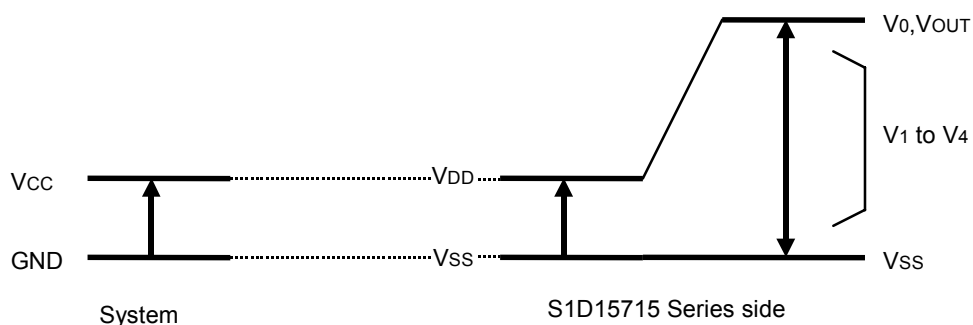 V0,VOUT
V1 to V4
VCC
VDD
GND
VSS
VSS
System
S1D15715 Series side